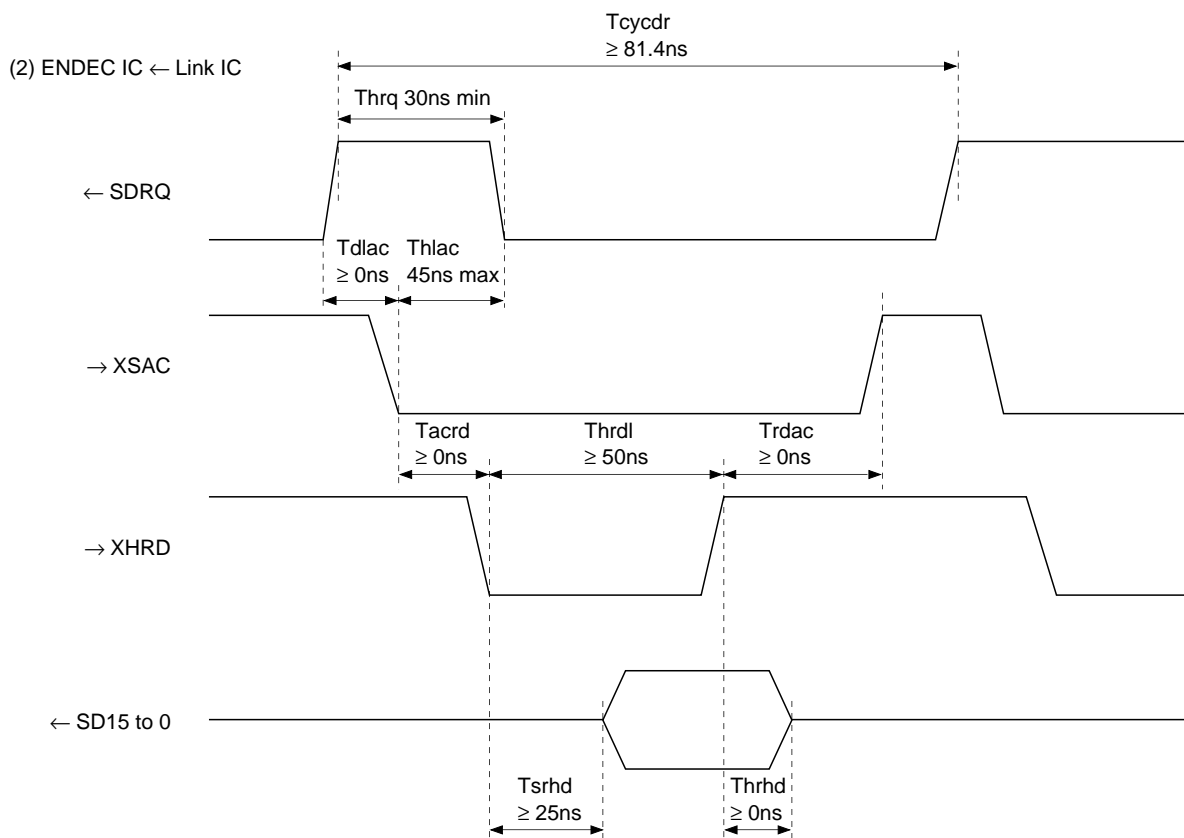 Tcycdr
≥ 81.4ns
(2) ENDEC IC ← Link IC
Thrq 30ns min
← SDRQ
Tdlac
≥ 0ns
Thlac
45ns max
→ XSAC
Tacrd
≥ 0ns
Thrdl
≥ 50ns
Trdac
≥ 0ns
→ XHRD
← SD15 to 0
Tsrhd
≥ 25ns
Thrhd
≥ 0ns